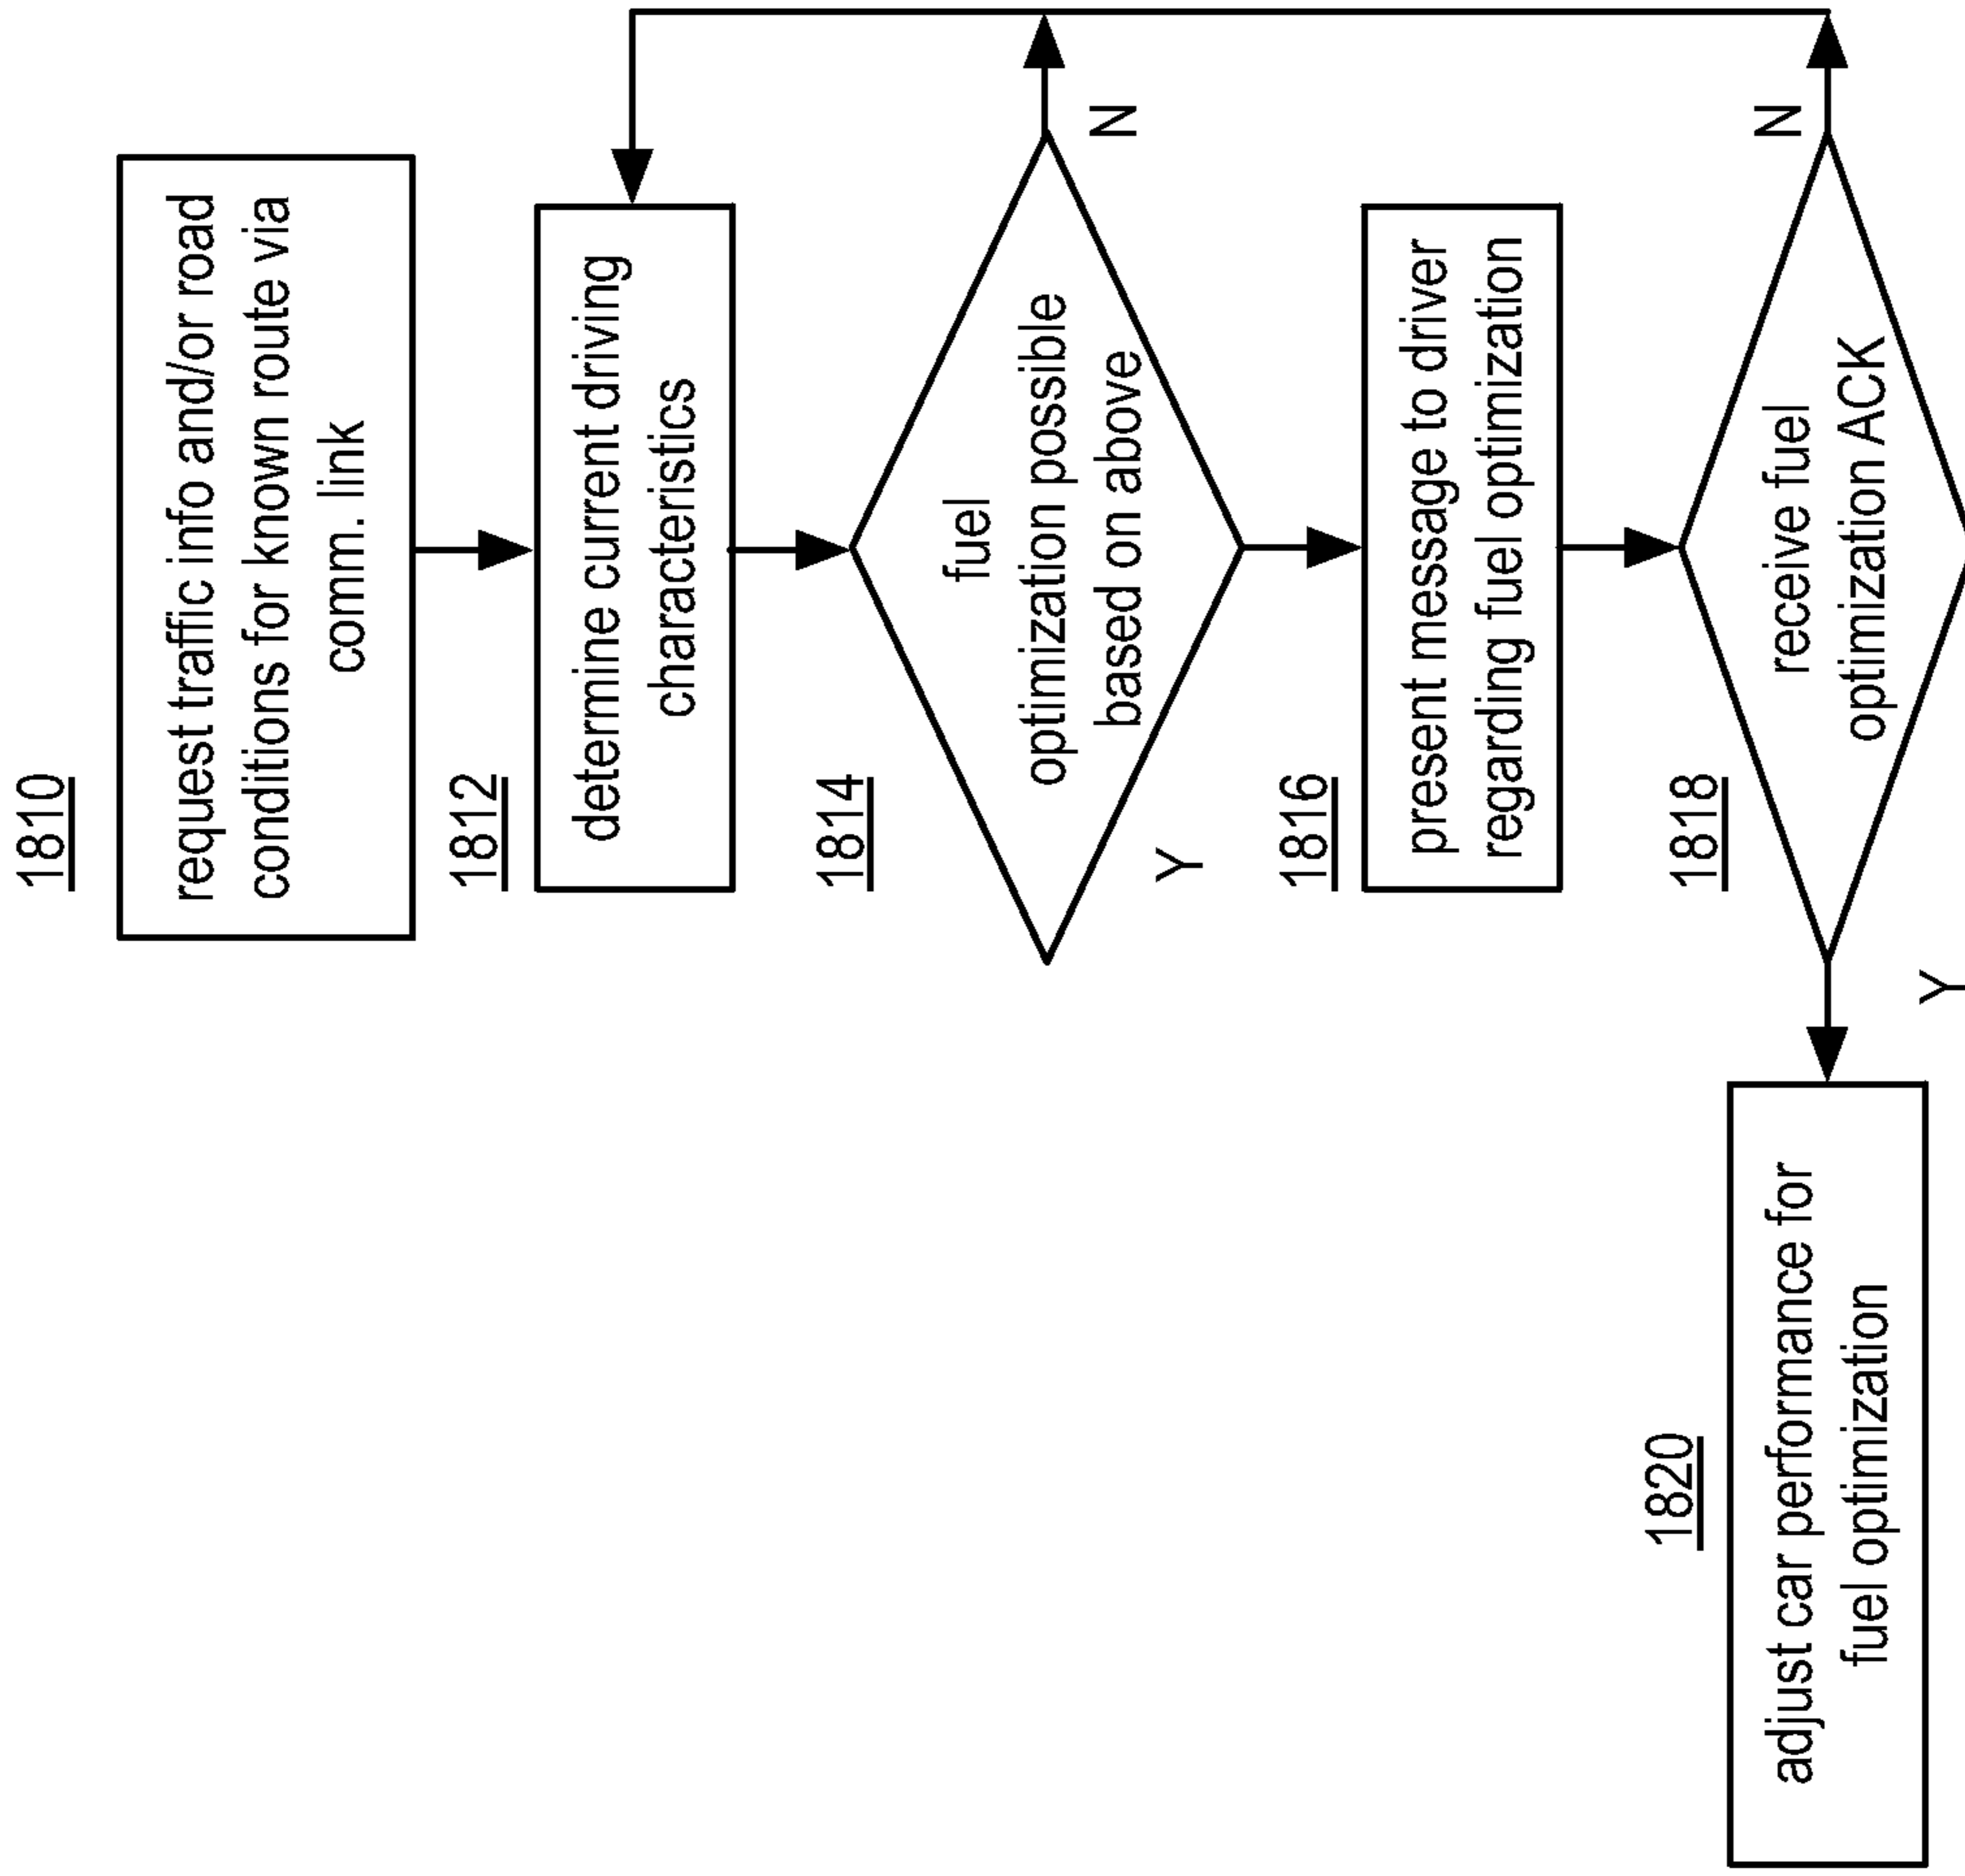 1810
request traffic info and/or road
conditions for known route via
comm. link
1812
determine current driving
characteristics
1814
fuel
optimization possible
based on above
N
Y
1816
present message to driver
regarding fuel optimization
1818
receive fuel
optimization ACK
N
Y
1820
adjust car performance for
fuel optimization